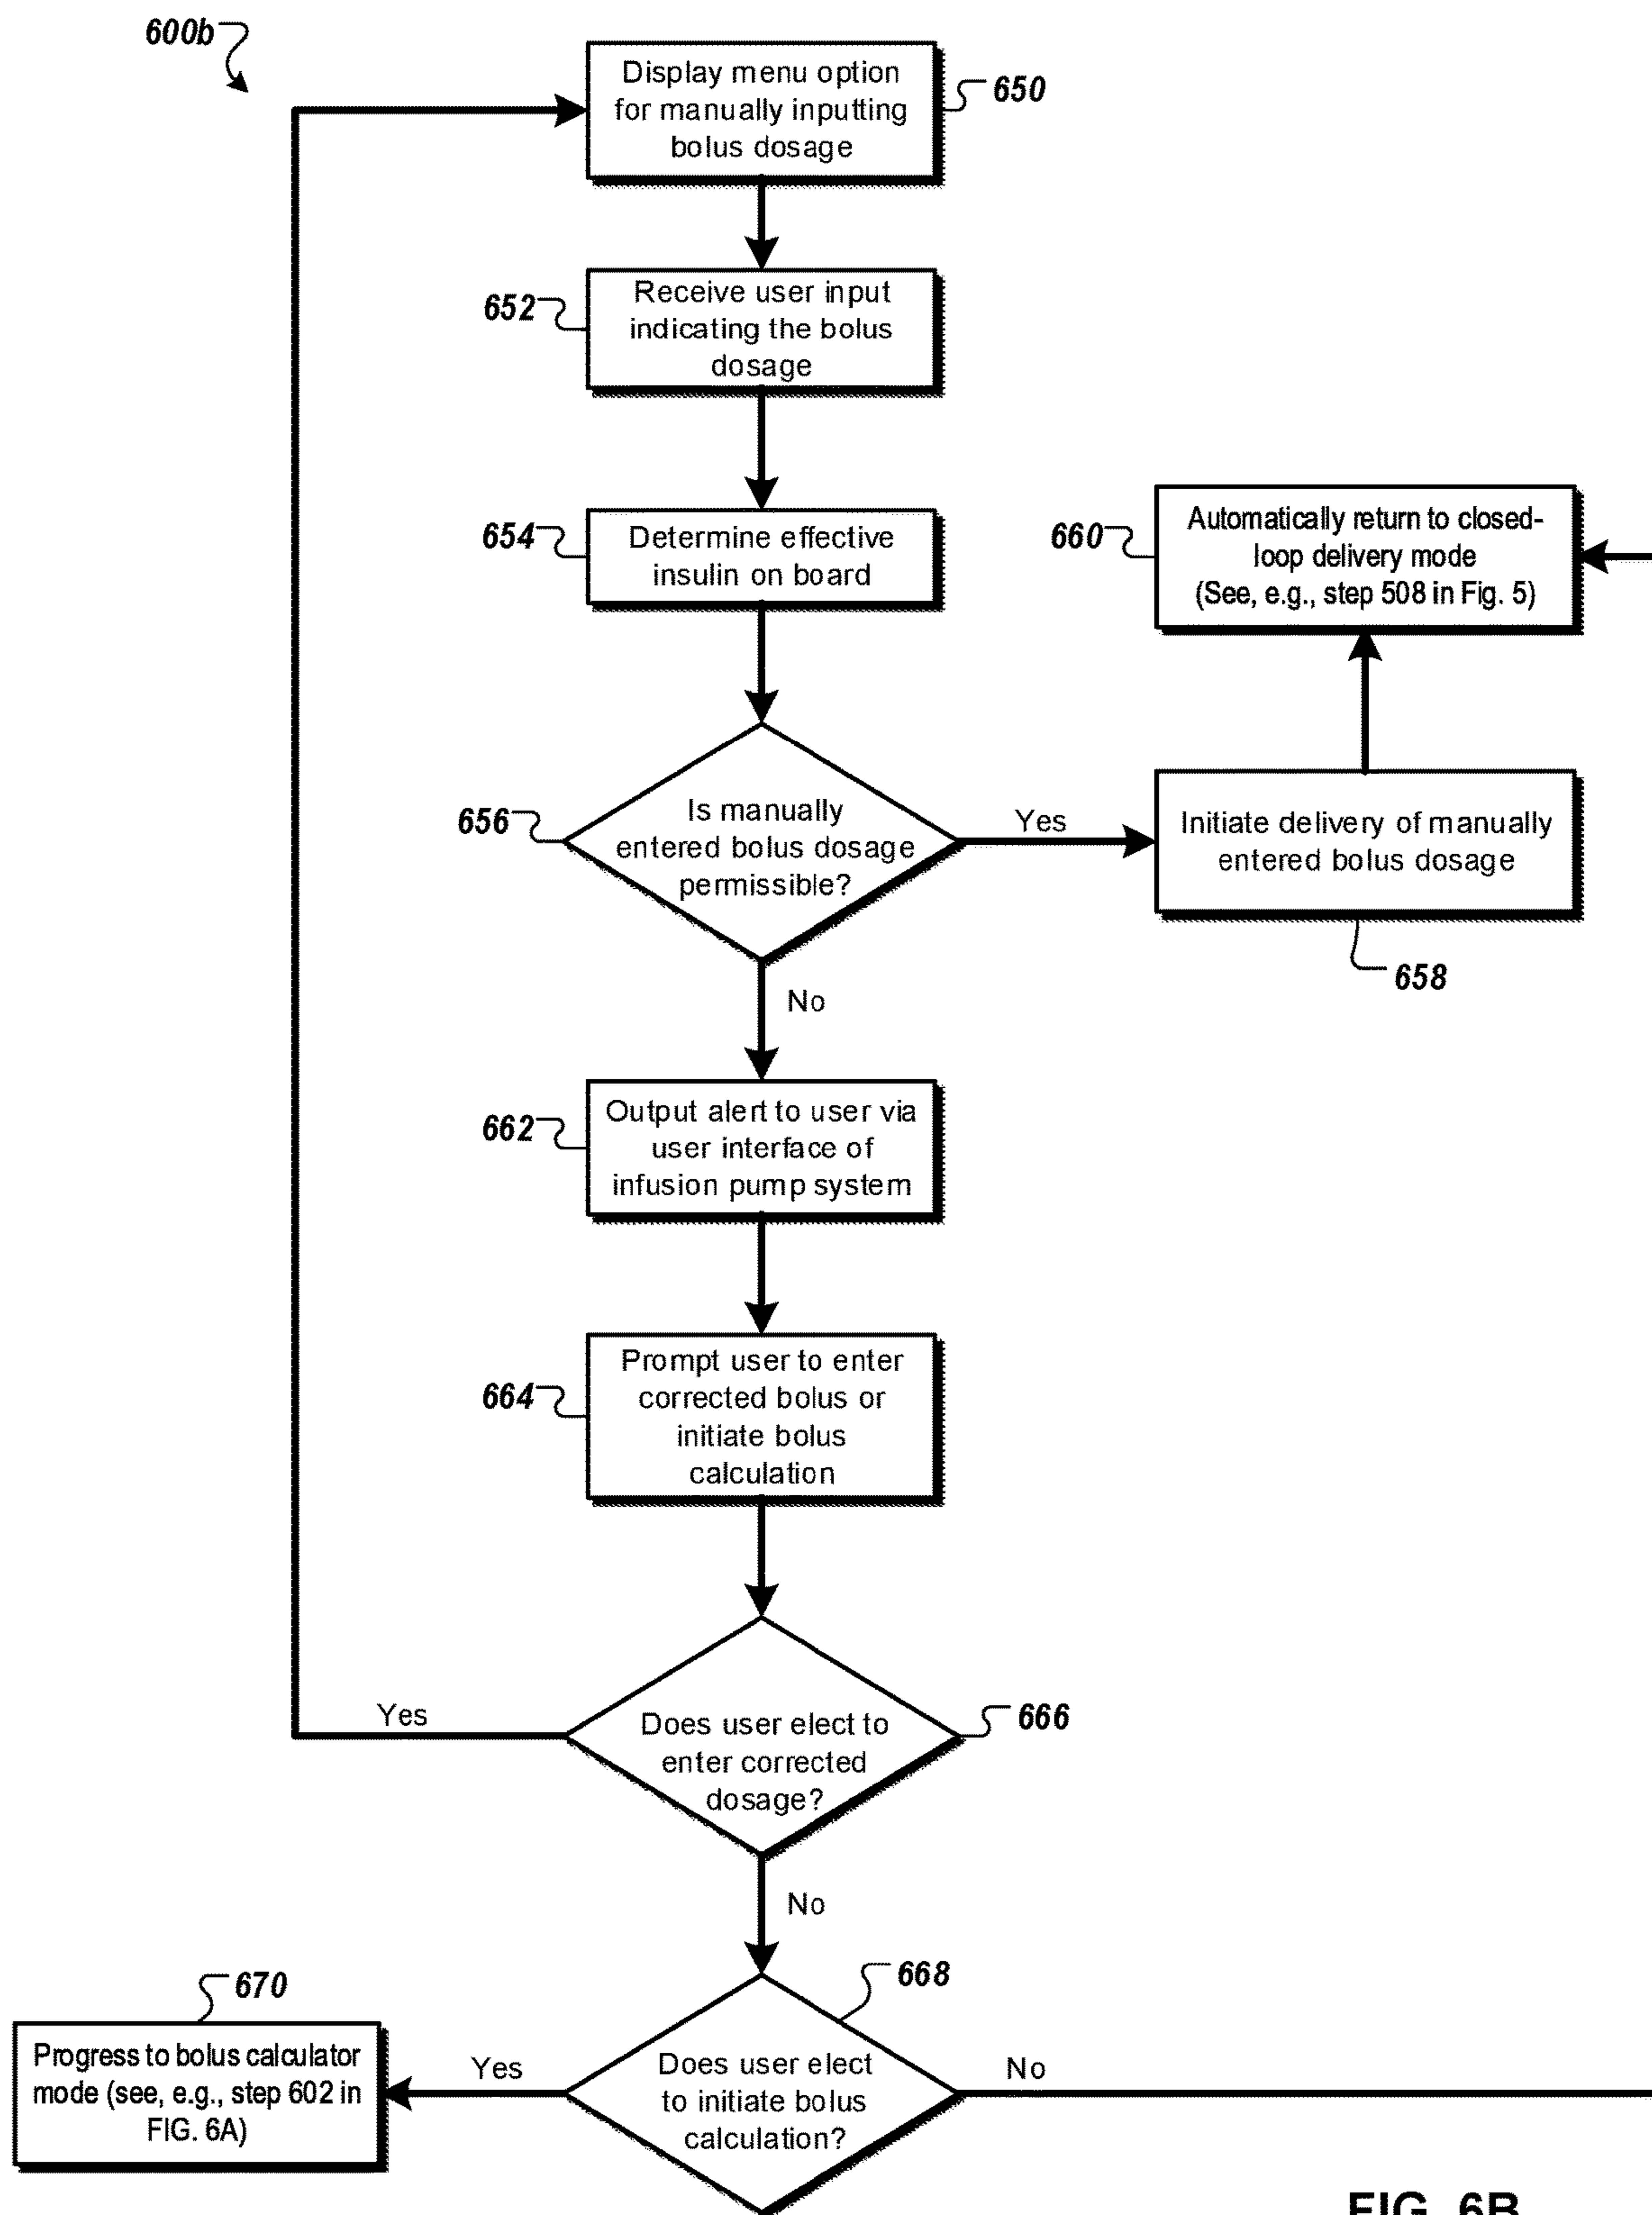 600b
Display menu option
for manually inputting
bolus dosage
650
652
Receive user input
indicating the bolus
dosage
654
Determine effective
insulin on board
660
Automatically return to closed-
loop delivery mode
(See, e.g., step 508 in Fig. 5)
656
Is manually
entered bolus dosage
permissible?
Yes
Initiate delivery of manually
entered bolus dosage
658
No
662
Output alert to user via
user interface of
infusion pump system
664
Prompt user to enter
corrected bolus or
initiate bolus
calculation
Yes
Does user elect to
enter corrected
dosage?
666
No
670
Progress to bolus calculator
mode (see, e.g., step 602 in
FIG. 6A)
Yes
668
Does user elect
to initiate bolus
calculation?
No
FIG. 6B